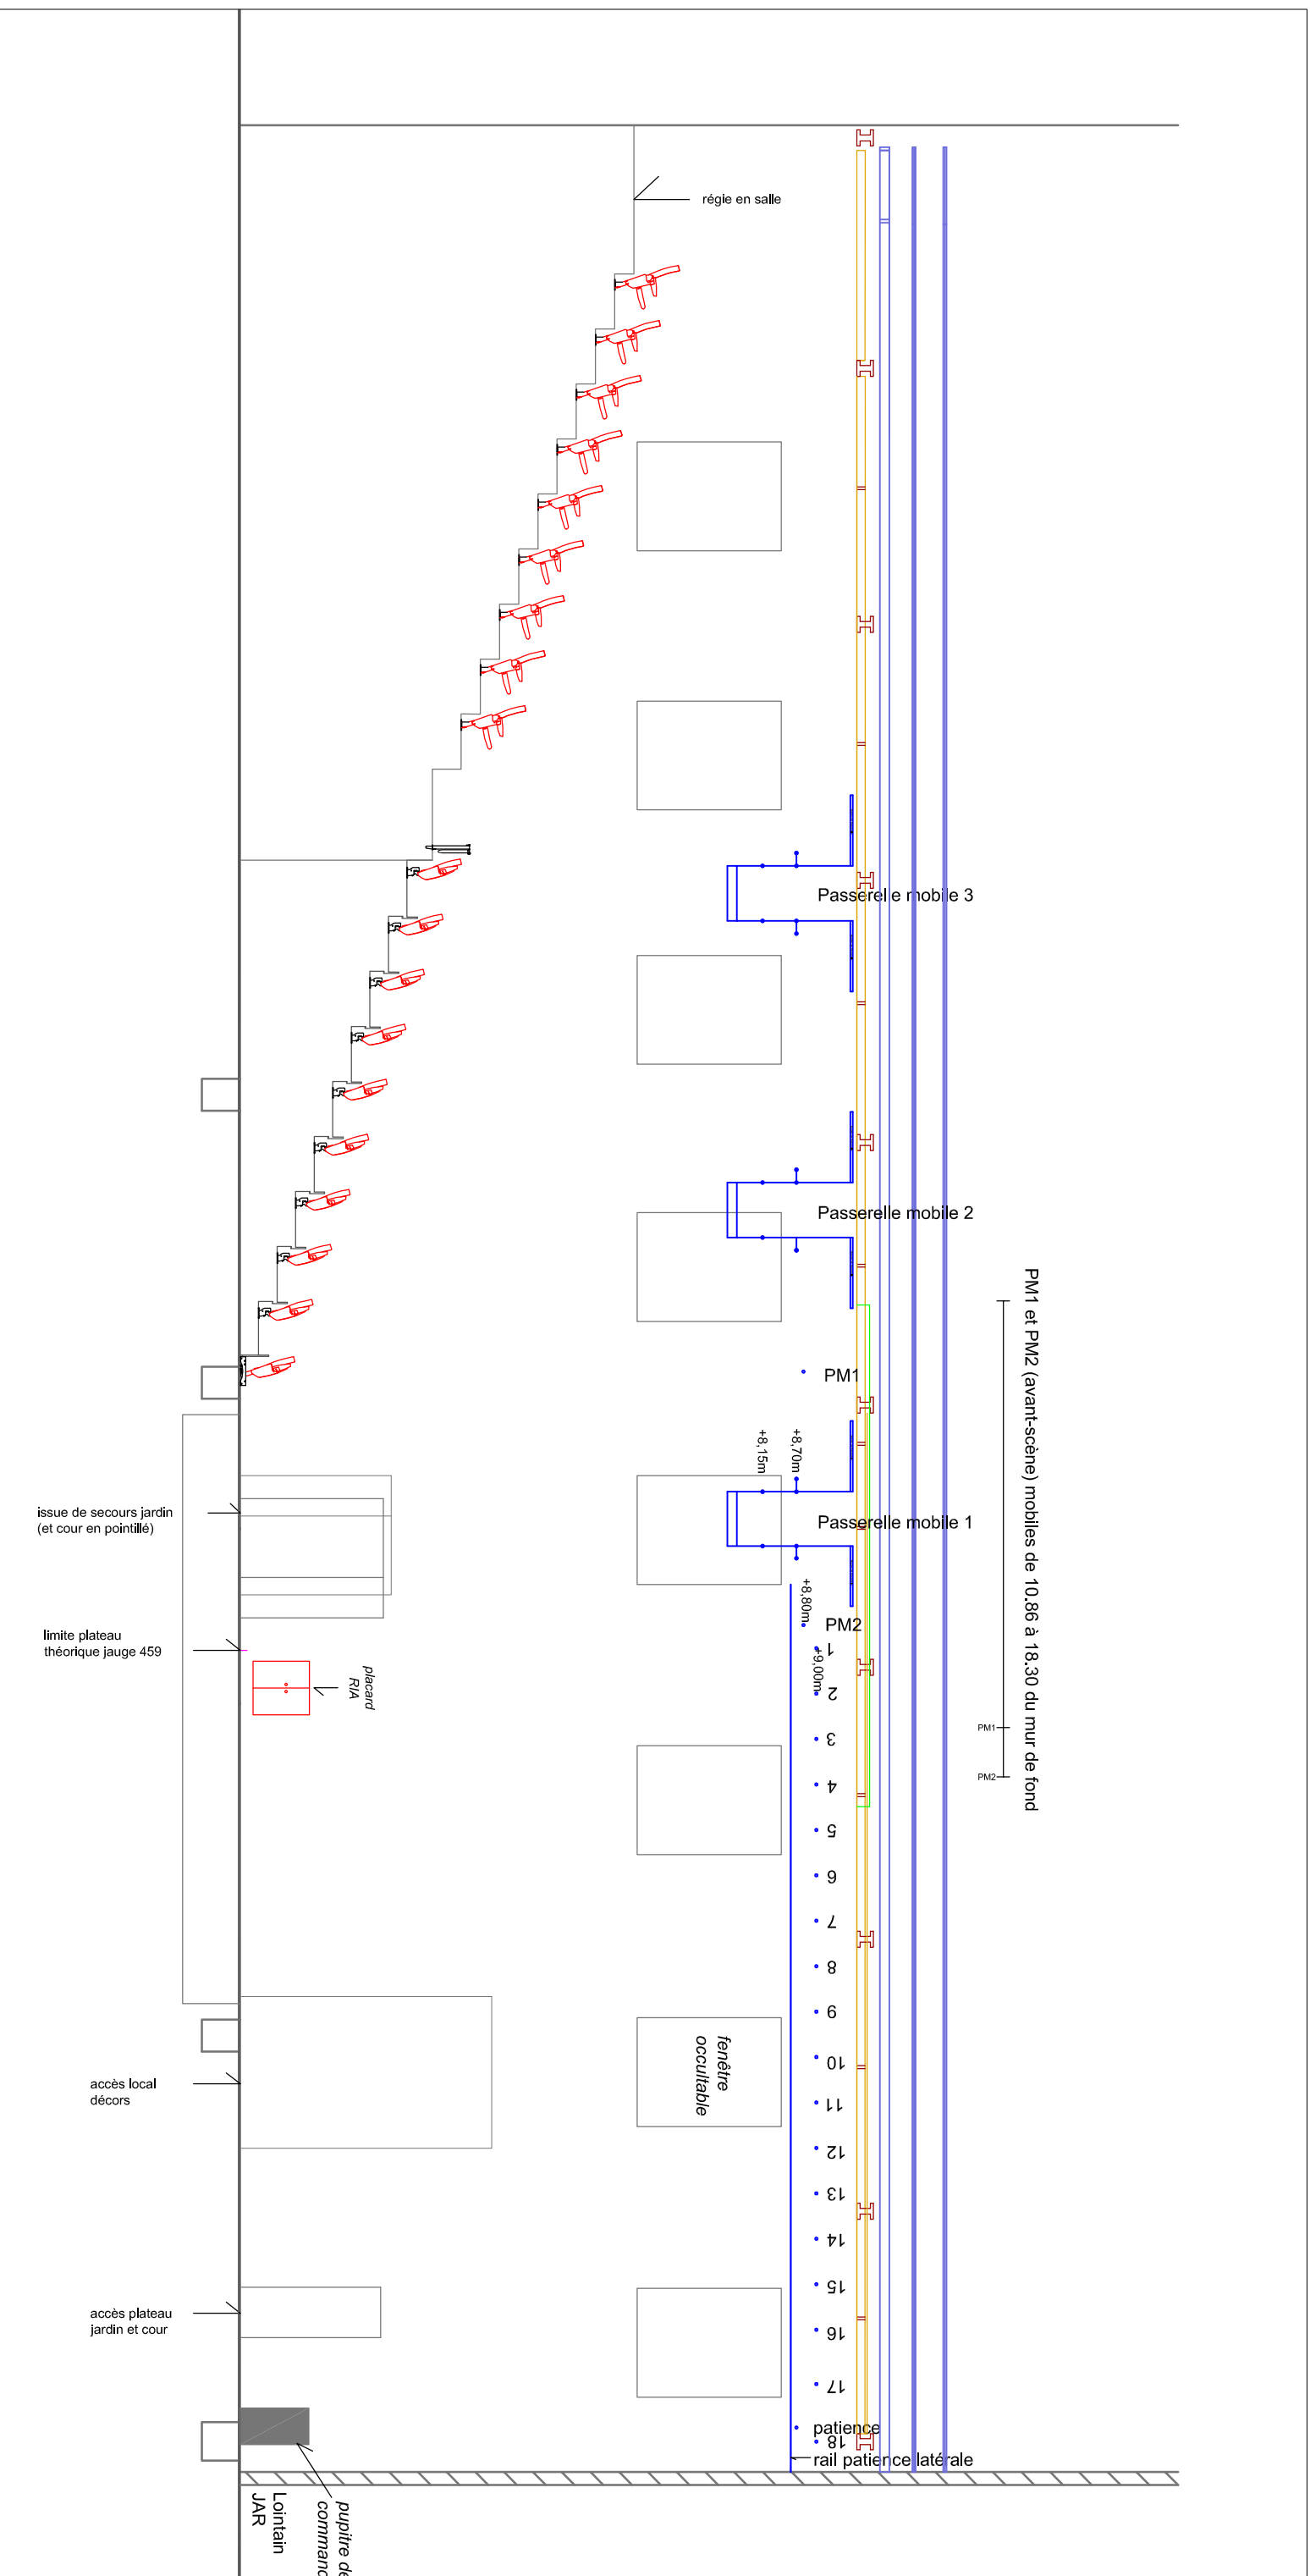 régie en salle
Passerelle mobile 3
Passerelle mobile 2
PM1 et PM2 (avant-scène) mobiles de 10.86 à 18.30 du mur de fond
PM1
+8,15m
+8,70m
Passerelle mobile 1
issue de secours jardin
(et cour en pointillé)
+8,80m
PM2
1
+9,00m
limite plateau
théorique jauge 459
placard
RIA
2
3
PM1
PM2
4
5
6
7
8
9
fenêtre
occultable
10
11
accès local
décors
12
13
14
15
accès plateau
jardin et cour
16
17
patience
18
rail patience latérale
Lointain
JAR
pupitre de
command